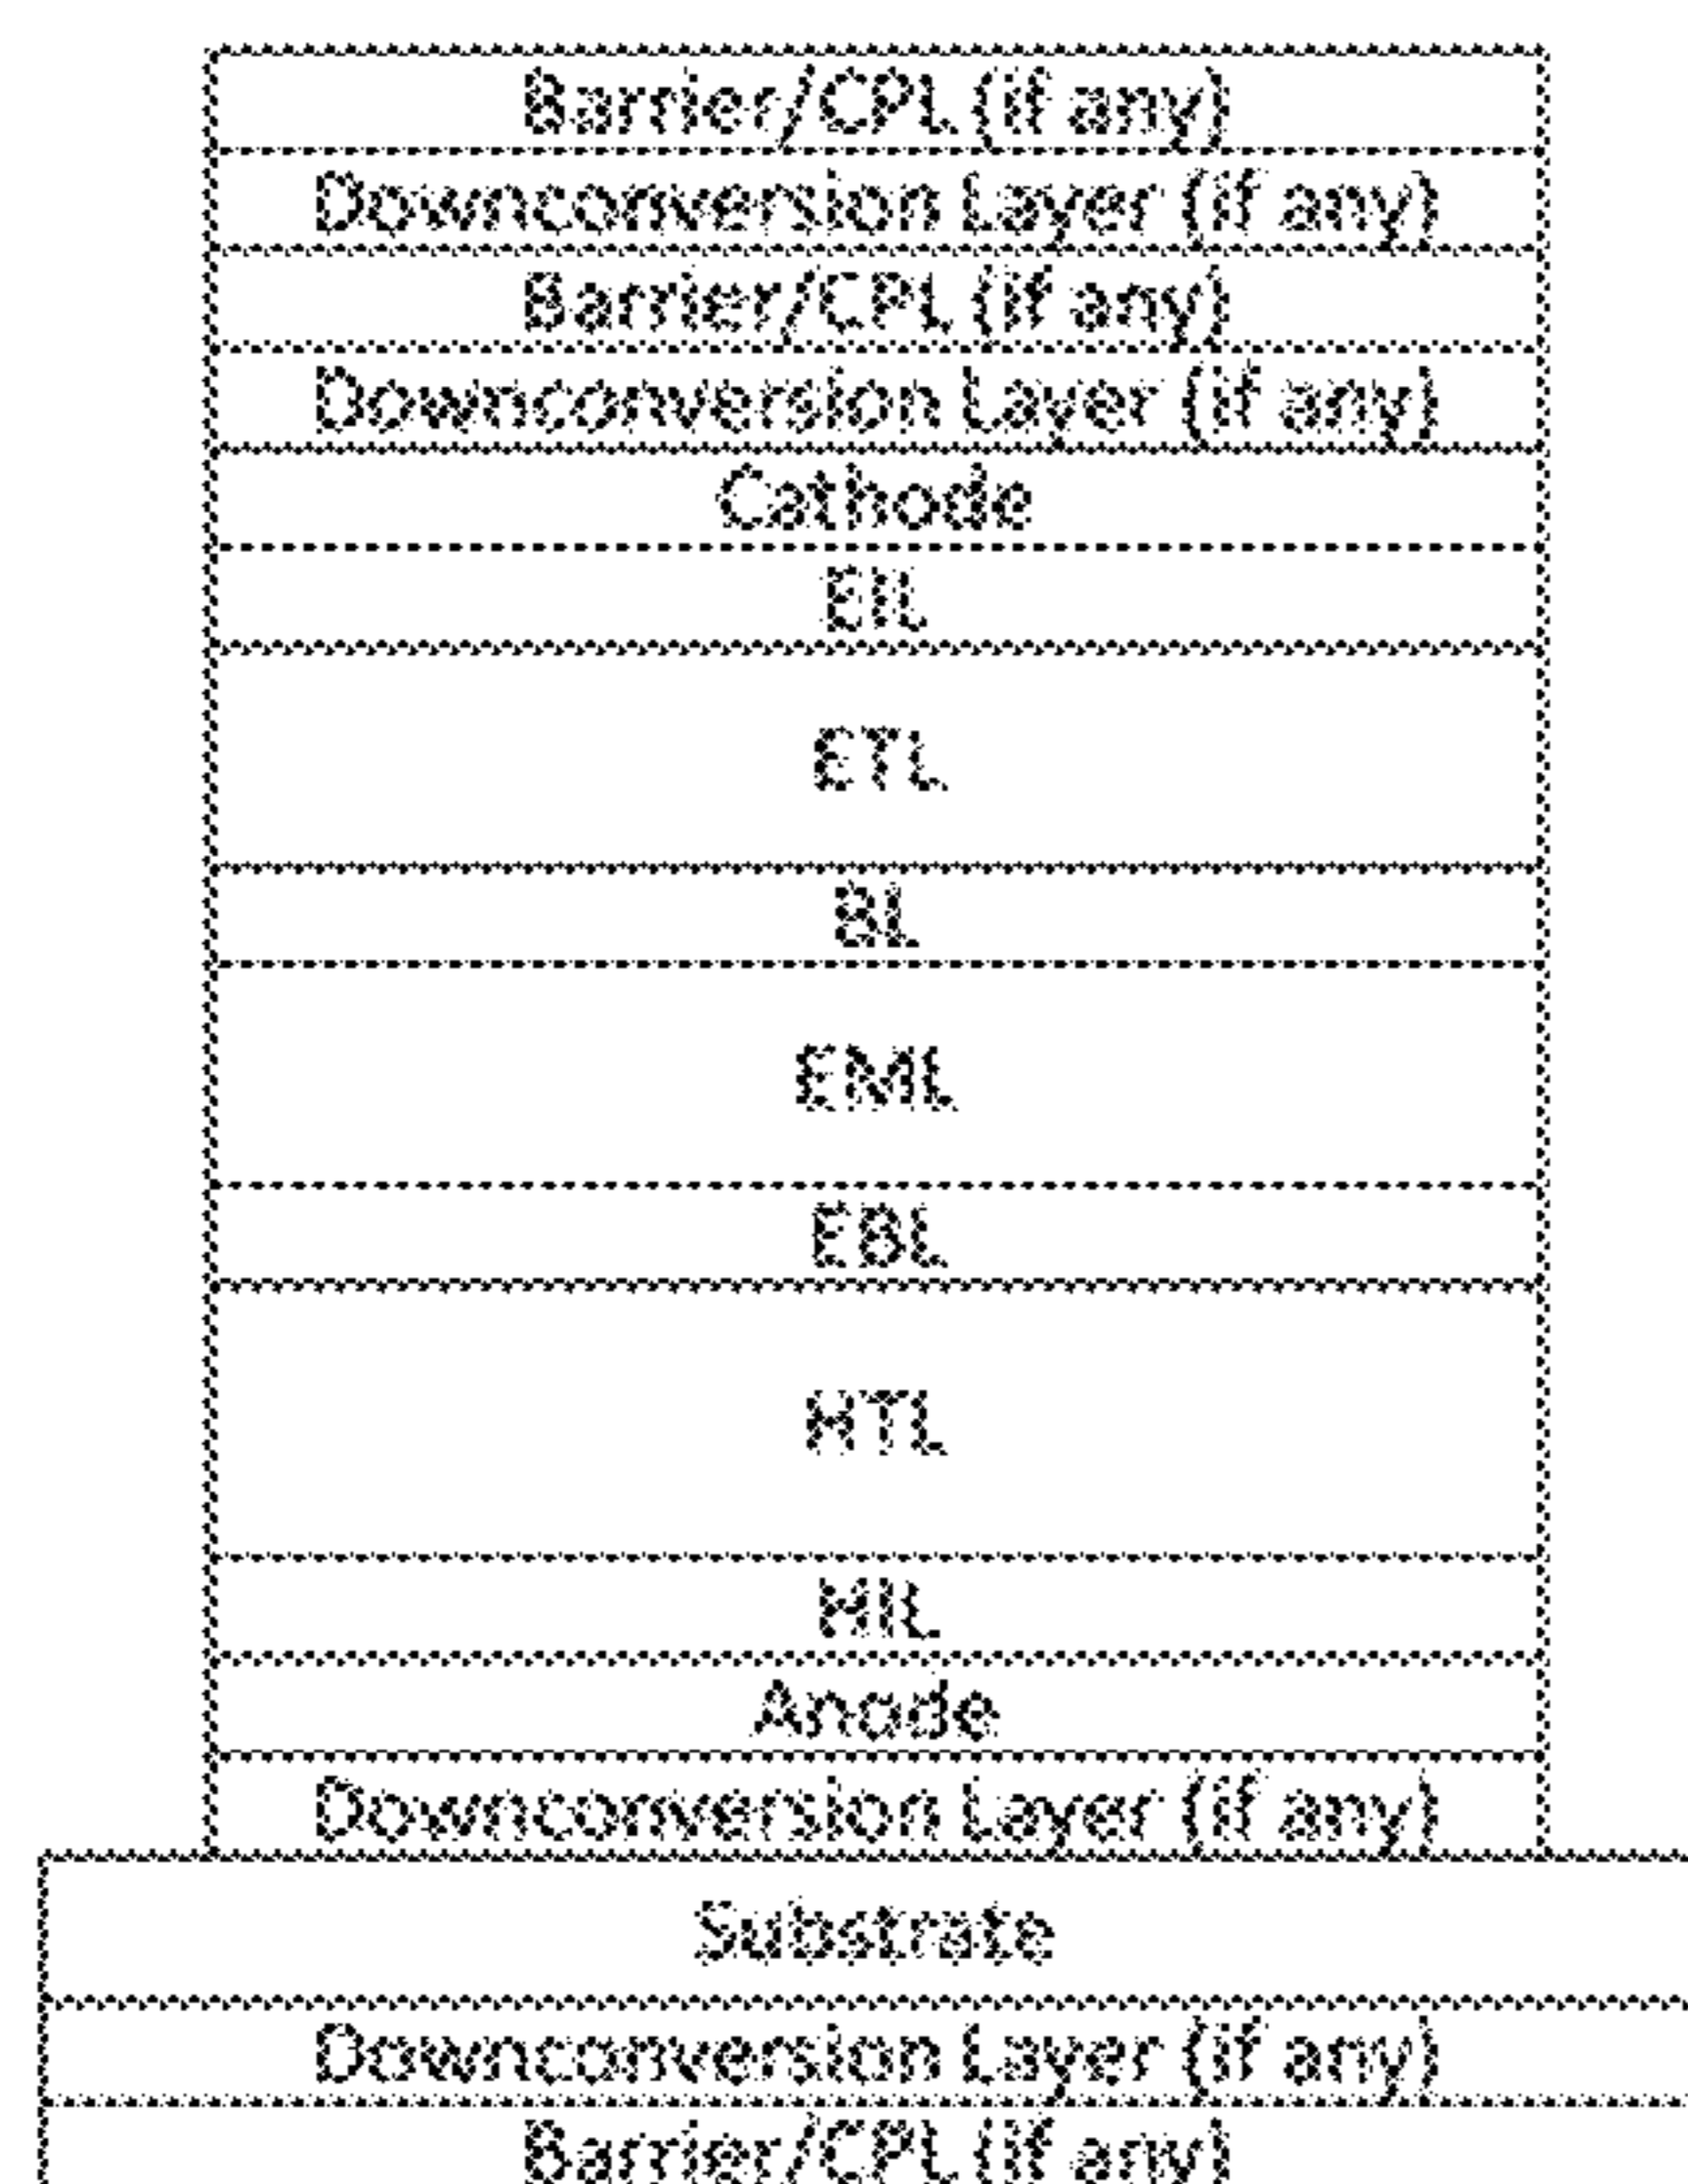 Barrier/CPL (if any)
Downconversion Layer (if any)
Barrier/CPL (if any)
Downconversion Layer (if any)
Cathode
EIL
ETL
BL
EML
EBL
HTL
HIL
Anode
Downconversion Layer (if any)
Substrate
Downconversion Layer (if any)
Barrier/CPL (if any)